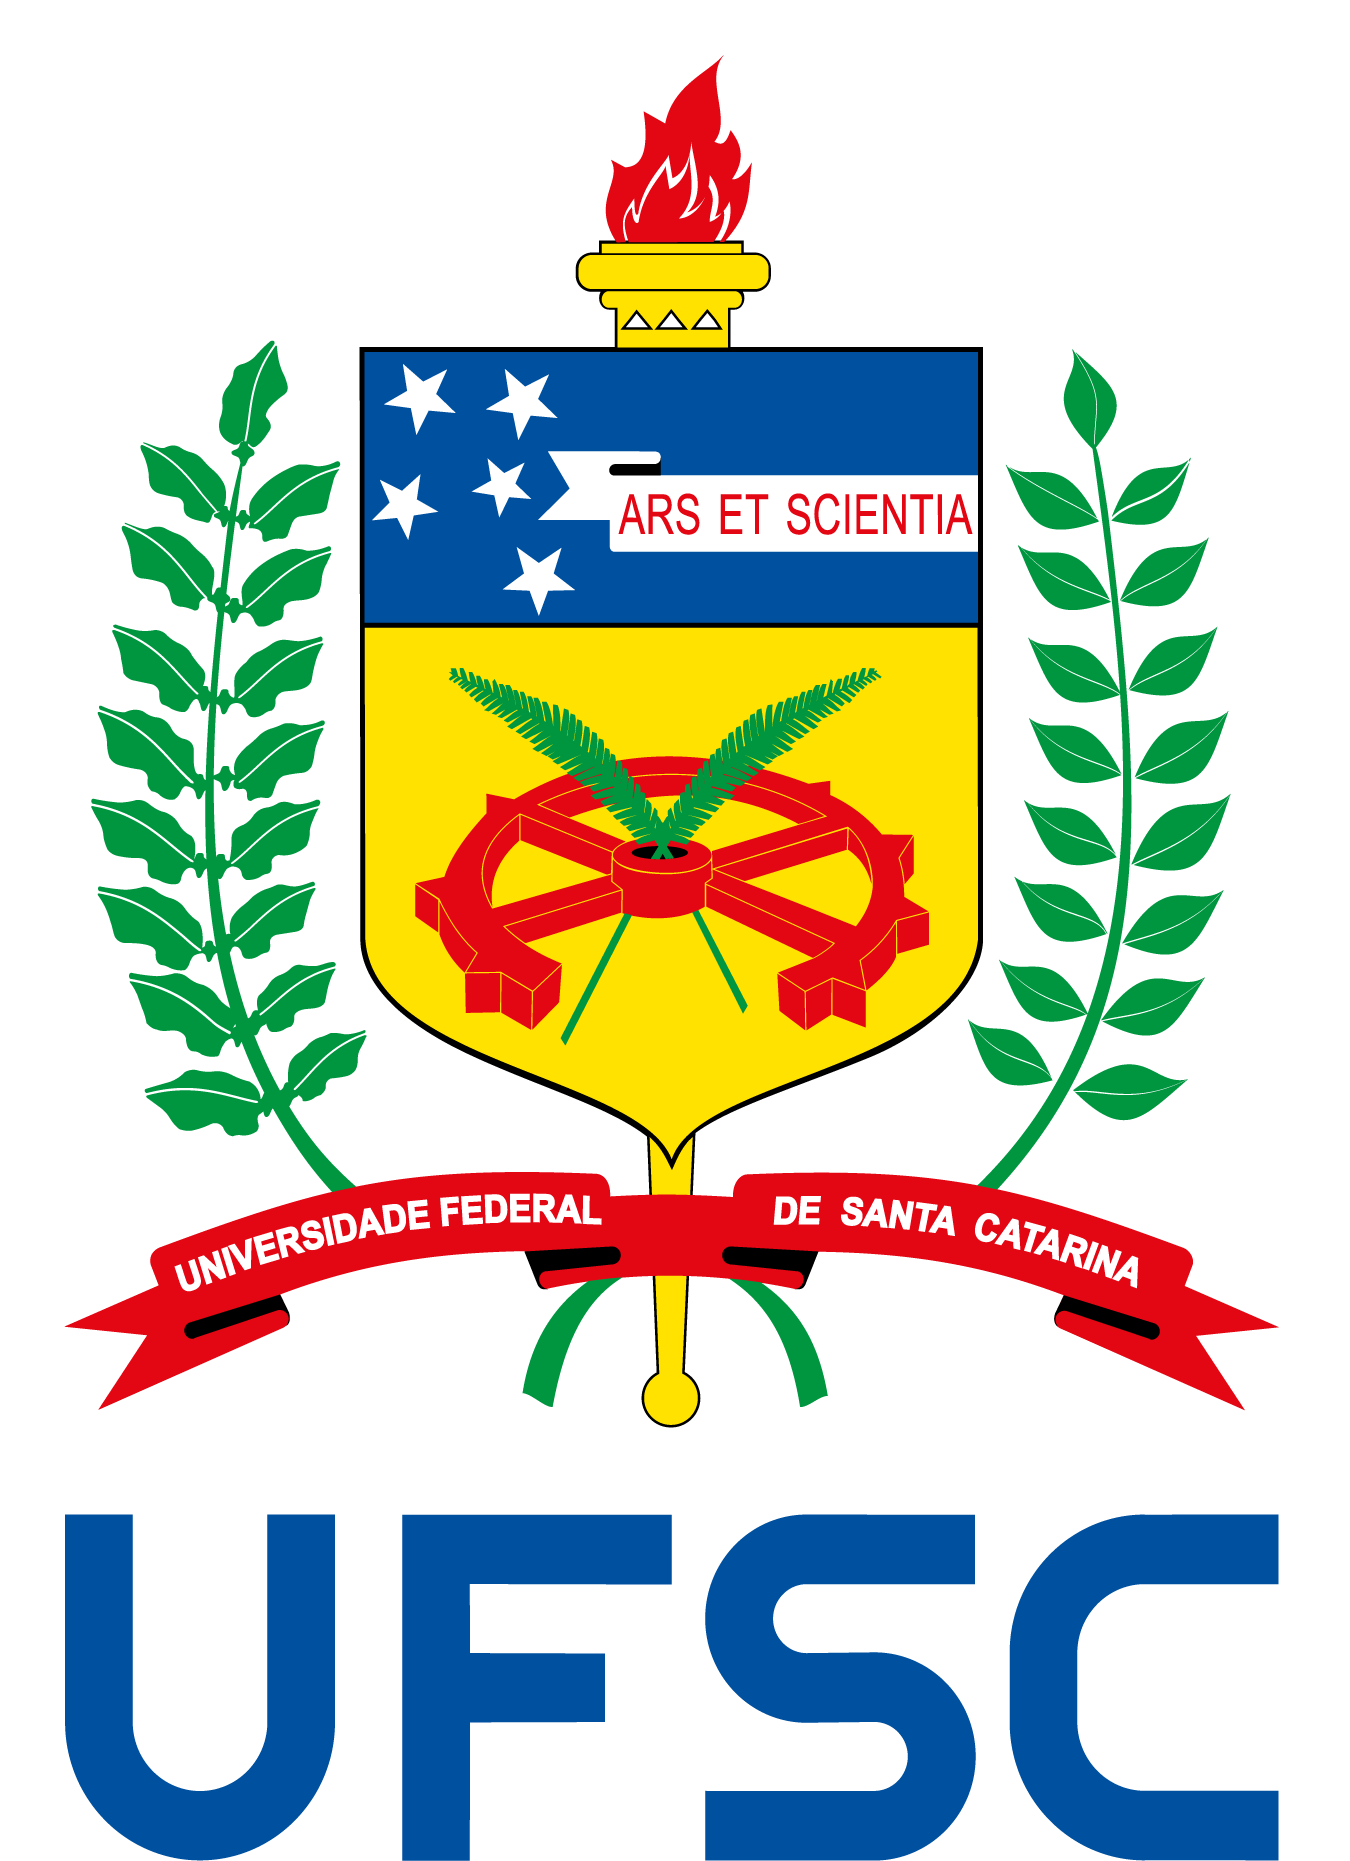 ARS ET SCIENTIA
UNIVERSIDADE FEDERAL DE SANTA CATARINA
UFSC